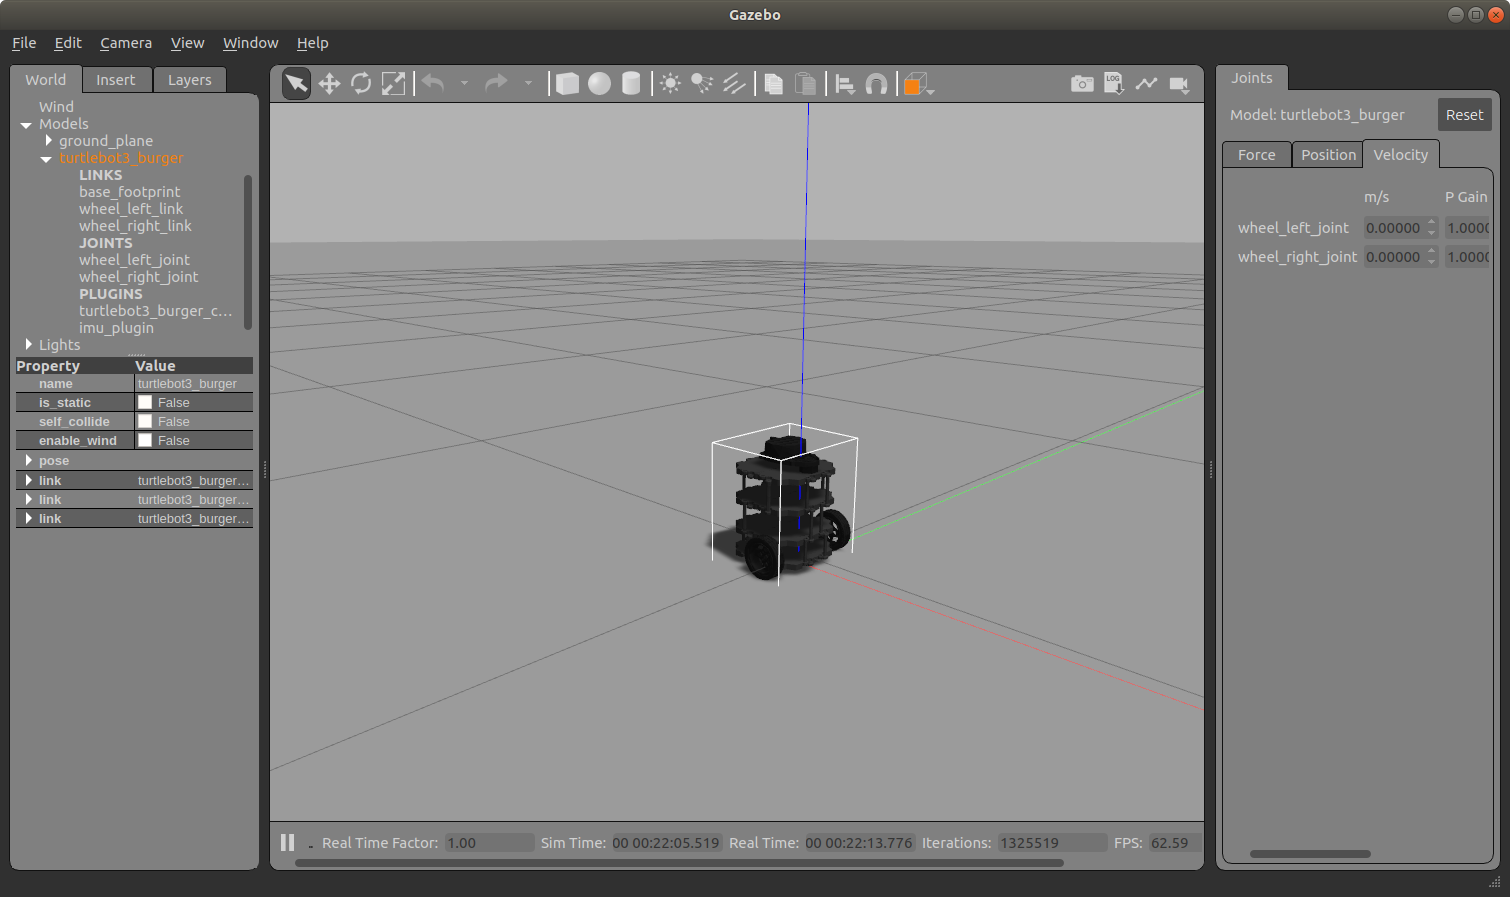 Gazebo
File Edit Camera View Window Help
World Insert Layers
Wind
Models
ground_plane
turtlebot3_burger
LINKS
base_footprint
wheel_left_link
wheel_right_link
JOINTS
wheel_left_joint
wheel_right_joint
PLUGINS
turtlebot3_burger_c...
imu_plugin
Lights
Property Value
name turtlebot3_burger
is_static False
self_collide False
enable_wind False
pose
link turtlebot3_burger...
link turtlebot3_burger...
link turtlebot3_burger...
LOG
Real Time Factor: 1.00 Sim Time: 00 00:22:05.519 Real Time: 00 00:22:13.776 Iterations: 1325519 FPS: 62.59
Joints
Model: turtlebot3_burger Reset
Force Position Velocity
m/s P Gain
wheel_left_joint 0.00000 1.0000
wheel_right_joint 0.00000 1.0000